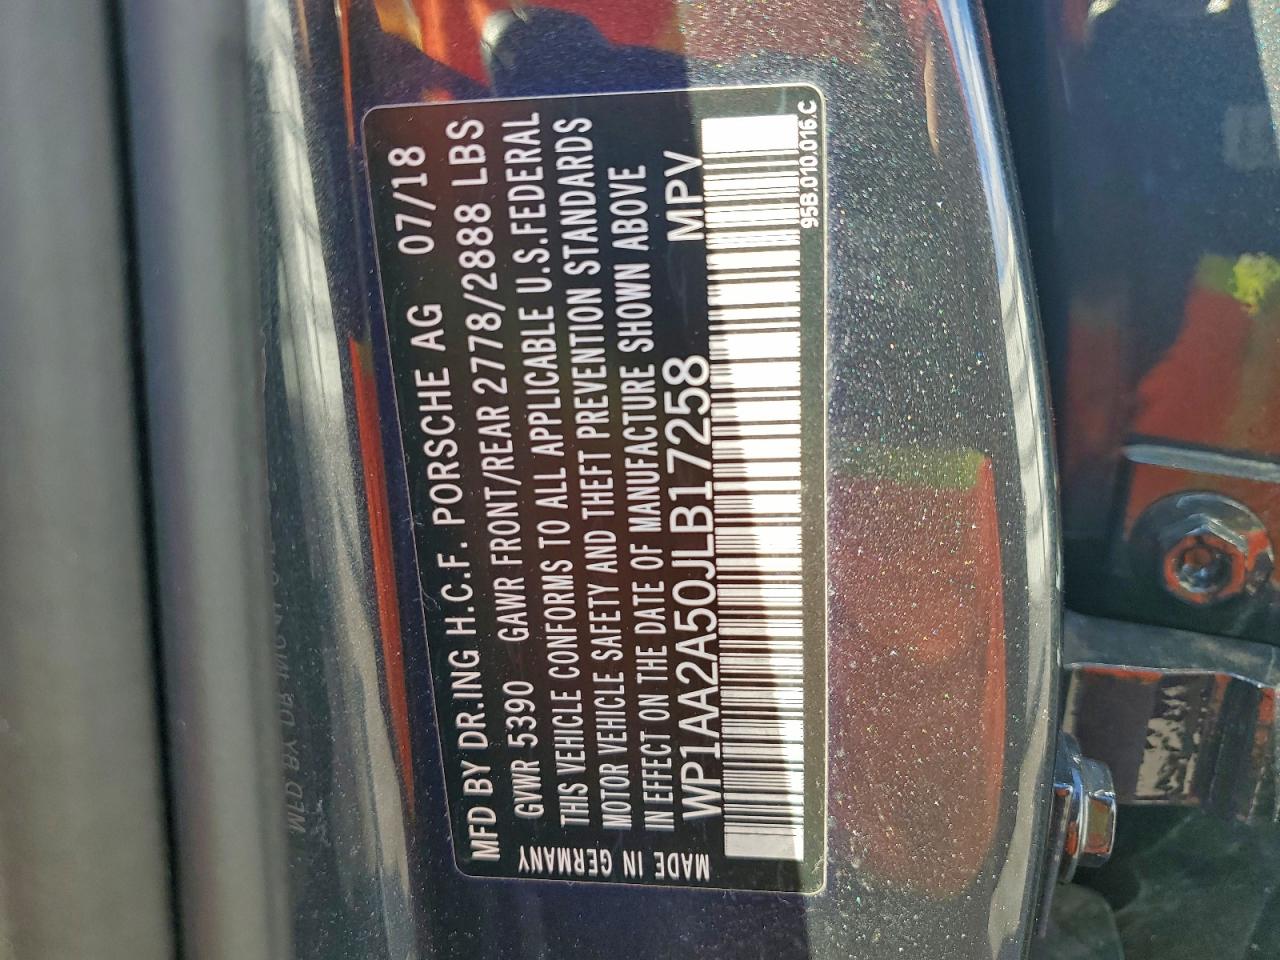 MFD BY DR.ING H.C.F. PORSCHE AG 07/18
GVWR 5390 GAWR FRONT/REAR 2778/2888 LBS
THIS VEHICLE CONFORMS TO ALL APPLICABLE U.S.FEDERAL
MOTOR VEHICLE SAFETY AND THEFT PREVENTION STANDARDS
IN EFFECT ON THE DATE OF MANUFACTURE SHOWN ABOVE
WP1AA2A50JLB17258 MPV
MADE IN GERMANY
95B.010.016.C